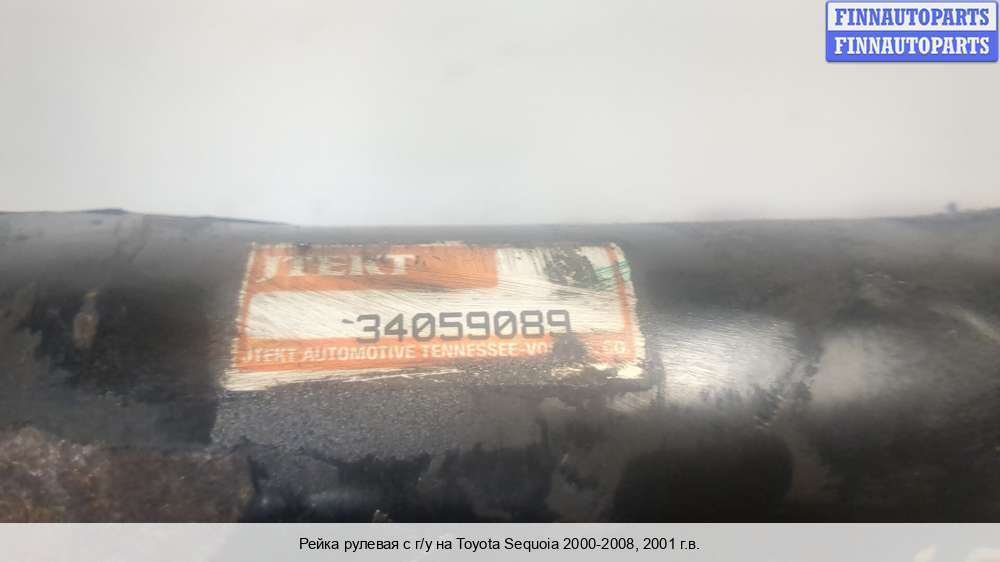 FINNAUTOPARTS
FINNAUTOPARTS
JTEKT
34059089
JTEKT AUTOMOTIVE TENNESSEE-VO
Рейка рулевая с г/у на Toyota Sequoia 2000-2008, 2001 г.в.